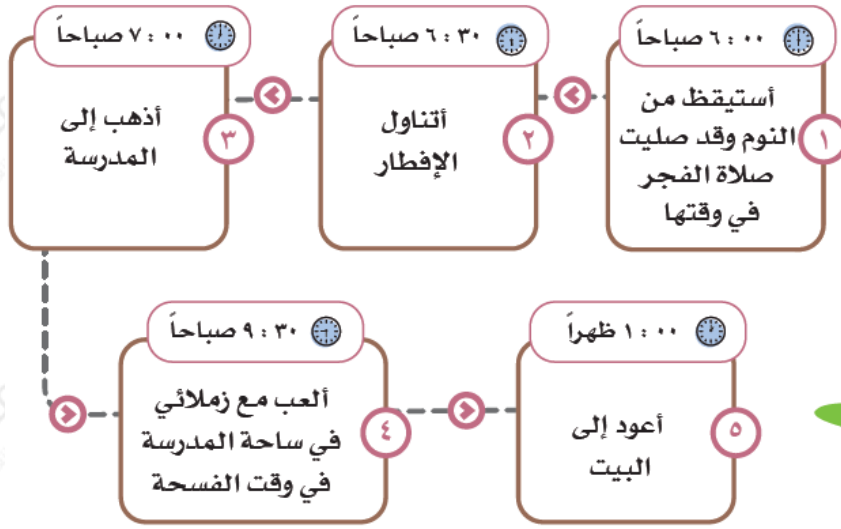 ٦ : ٠٠ صباحاً
١
أستيقظ من
النوم وقد صليت
صلاة الفجر
في وقتها
٦ : ٣٠ صباحاً
٢
أتناول
الإفطار
٧ : ٠٠ صباحاً
٣
أذهب إلى
المدرسة
٩ : ٣٠ صباحاً
٤
ألعب مع زملائي
في ساحة المدرسة
في وقت الفسحة
١ : ٠٠ ظهراً
٥
أعود إلى
البيت